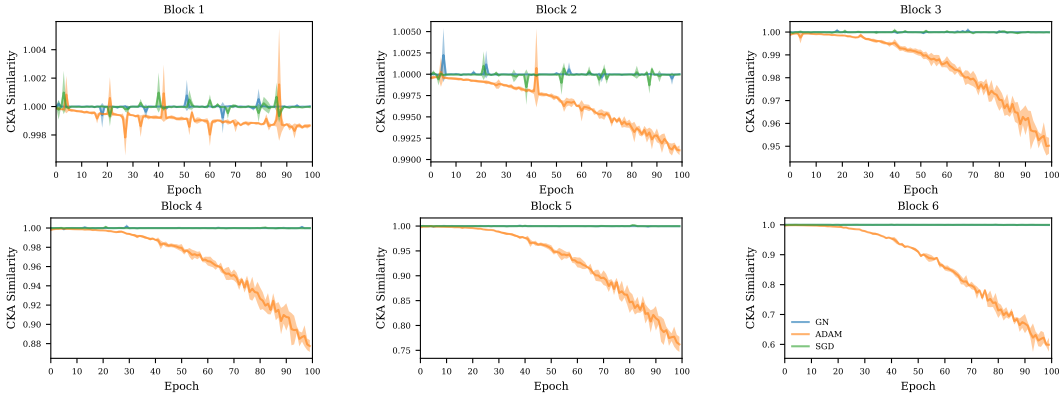 Block 1
CKA Similarity
1.004
1.002
1.000
0.998
0 10 20 30 40 50 60 70 80 90 100
Epoch
Block 2
CKA Similarity
1.0050
1.0025
1.0000
0.9975
0.9950
0.9925
0.9900
0 10 20 30 40 50 60 70 80 90 100
Epoch
Block 3
CKA Similarity
1.00
0.99
0.98
0.97
0.96
0.95
0 10 20 30 40 50 60 70 80 90 100
Epoch
Block 4
CKA Similarity
1.00
0.98
0.96
0.94
0.92
0.90
0.88
0 10 20 30 40 50 60 70 80 90 100
Epoch
Block 5
CKA Similarity
1.00
0.95
0.90
0.85
0.80
0.75
0 10 20 30 40 50 60 70 80 90 100
Epoch
Block 6
CKA Similarity
1.0
0.9
0.8
0.7
0.6
GN
ADAM
SGD
0 10 20 30 40 50 60 70 80 90 100
Epoch